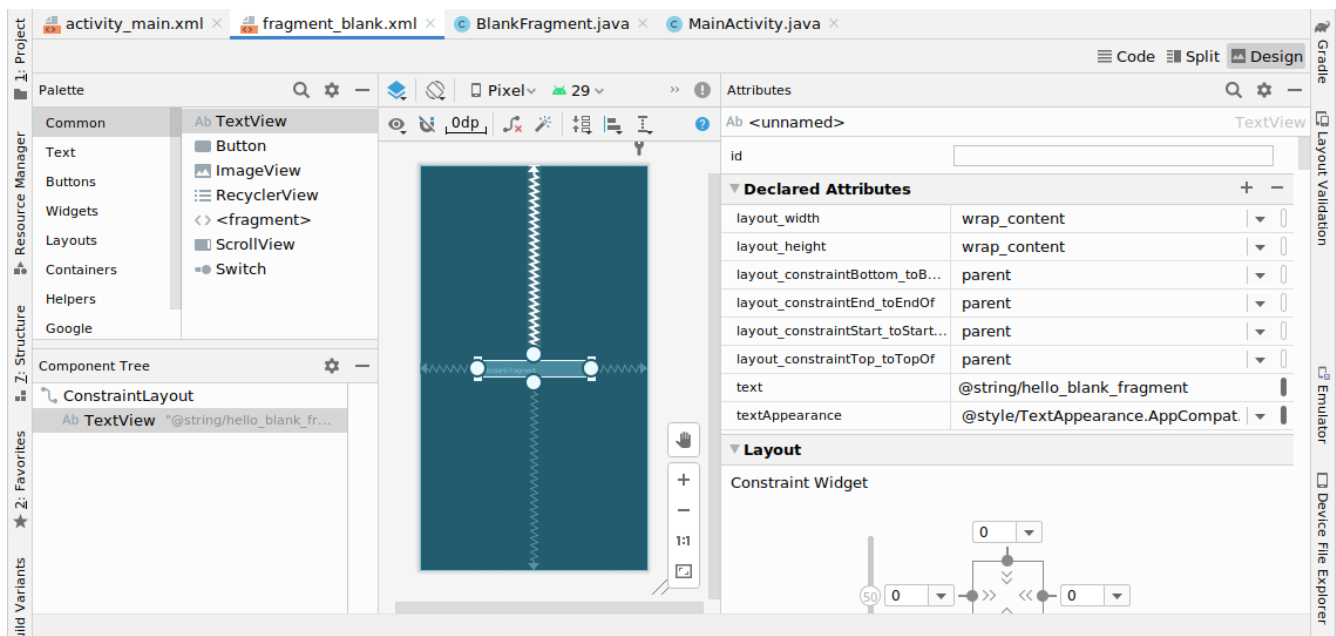 activity_main.xml fragment_blank.xml BlankFragment.java MainActivity.java
Code Split Design
1: Project
Resource Manager
Z: Structure
2: Favorites
ild Variants
Palette
Common
Text
Buttons
Widgets
Layouts
Containers
Helpers
Google
Ab TextView
Button
ImageView
RecyclerView
<fragment>
ScrollView
Switch
Component Tree
ConstraintLayout
Ab TextView "@string/hello_blank_fr...
Pixel 29
0dp
1:1
Attributes
Ab <unnamed> TextView
id
Declared Attributes
layout_width wrap_content
layout_height wrap_content
layout_constraintBottom_toB... parent
layout_constraintEnd_toEndOf parent
layout_constraintStart_toStart... parent
layout_constraintTop_toTopOf parent
text @string/hello_blank_fragment
textAppearance @style/TextAppearance.AppCompat.
Layout
Constraint Widget
0
50 0 0
Gradle
Layout Validation
Emulator
Device File Explorer